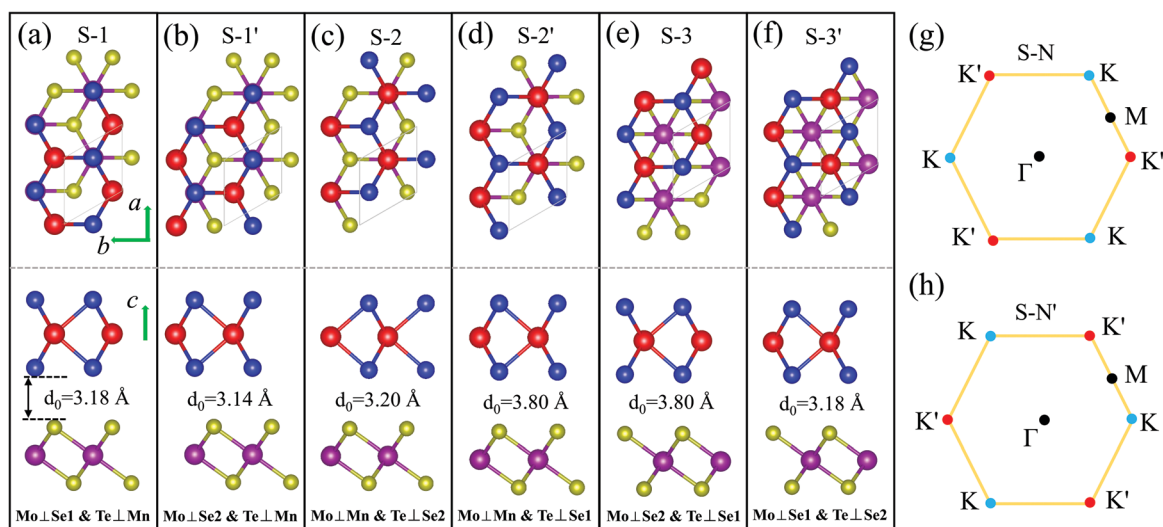 (a) S-1
(b) S-1'
(c) S-2
(d) S-2'
(e) S-3
(f) S-3'
a
b
c
d₀=3.18 Å
d₀=3.14 Å
d₀=3.20 Å
d₀=3.80 Å
d₀=3.80 Å
d₀=3.18 Å
Mo⊥Se1 & Te⊥Mn
Mo⊥Se2 & Te⊥Mn
Mo⊥Mn & Te⊥Se2
Mo⊥Mn & Te⊥Se1
Mo⊥Se2 & Te⊥Se1
Mo⊥Se1 & Te⊥Se2
(g)
S-N
K'
K
M
K
Γ
K'
K'
K
(h)
S-N'
K
K'
M
K'
Γ
K
K
K'